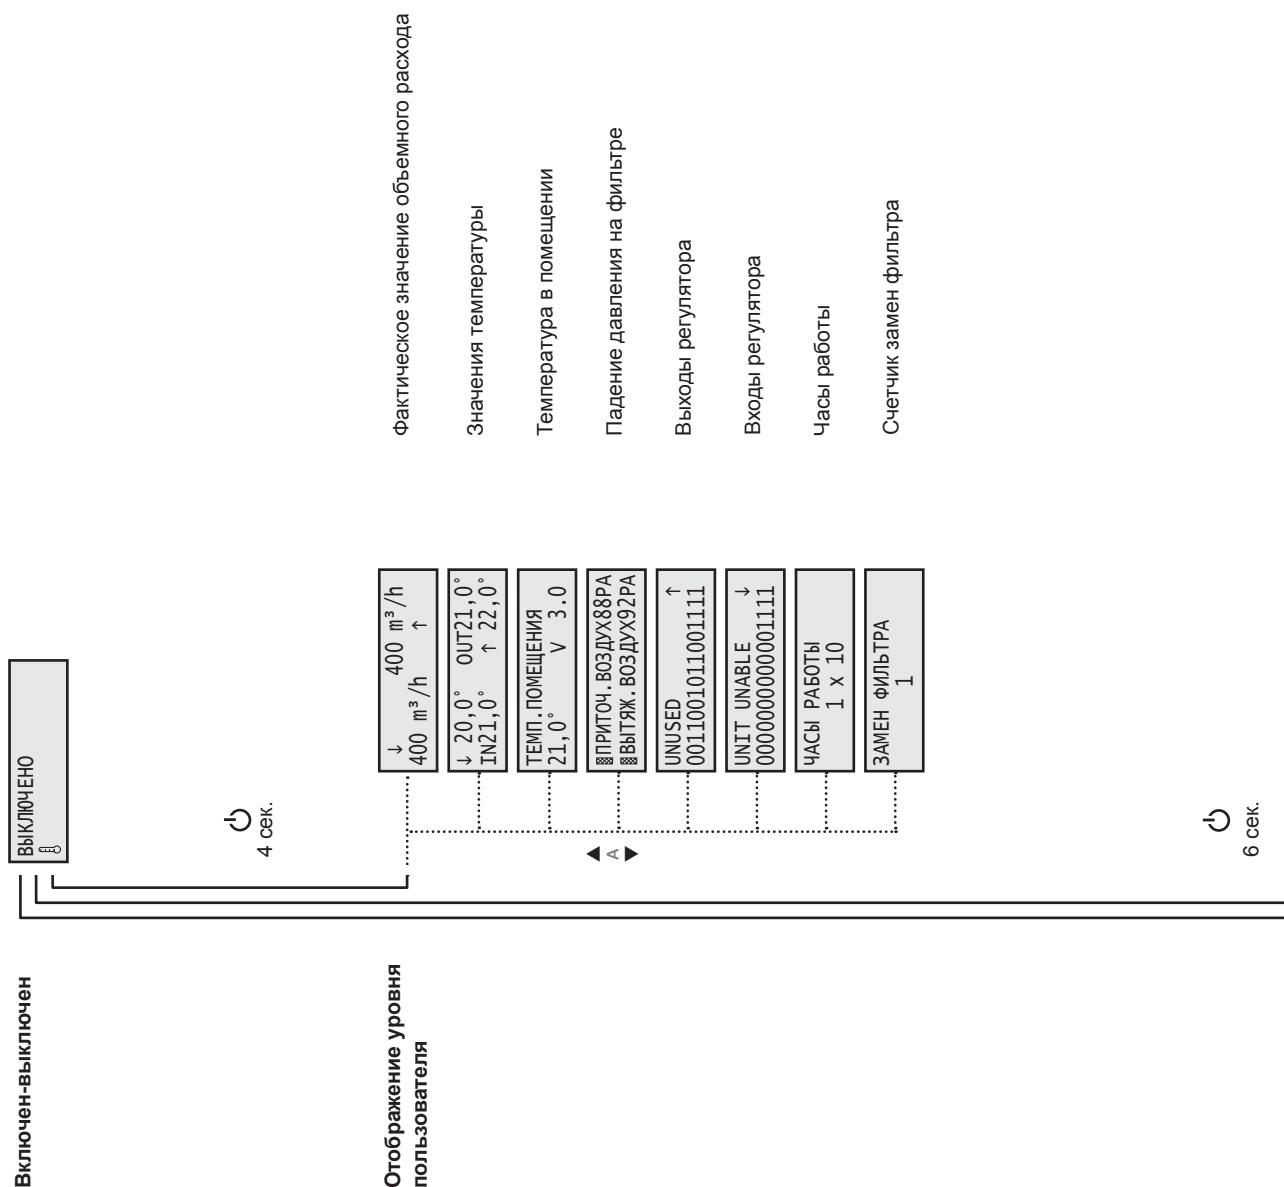 Включен-выключен
ВЫКЛЮЧЕНО
4 сек.
Отображение уровня
пользователя
A
↓ 400 m³/h
400 m³/h ↑
Фактическое значение объемного расхода
↓ 20,0° OUT21,0°
IN21,0° ↑ 22,0°
Значения температуры
ТЕМП.ПОМЕЩЕНИЯ
21,0° V 3.0
Температура в помещении
ПРИТОЧ.ВОЗДУХ88PA
ВЫТЯЖ.ВОЗДУХ92PA
Падение давления на фильтре
UNUSED ↑
0011001011001111
Выходы регулятора
UNIT UNABLE ↓
0000000000001111
Входы регулятора
ЧАСЫ РАБОТЫ
1 x 10
Часы работы
ЗАМЕН ФИЛЬТРА
1
Счетчик замен фильтра
6 сек.